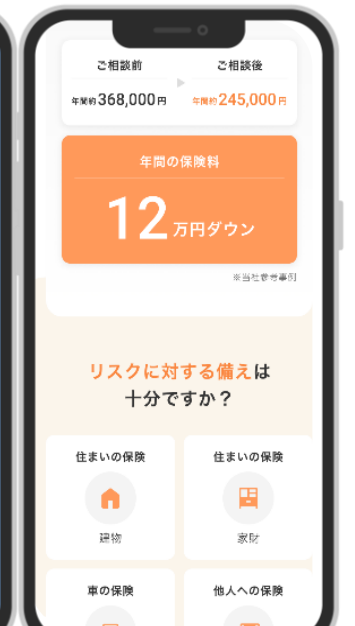 ご相談前
ご相談後
年間約368,000円
年間約245,000円
年間の保険料
12万円ダウン
※当社参考事例
リスクに対する備えは
十分ですか？
住まいの保険
住まいの保険
建物
家財
車の保険
他人への保険